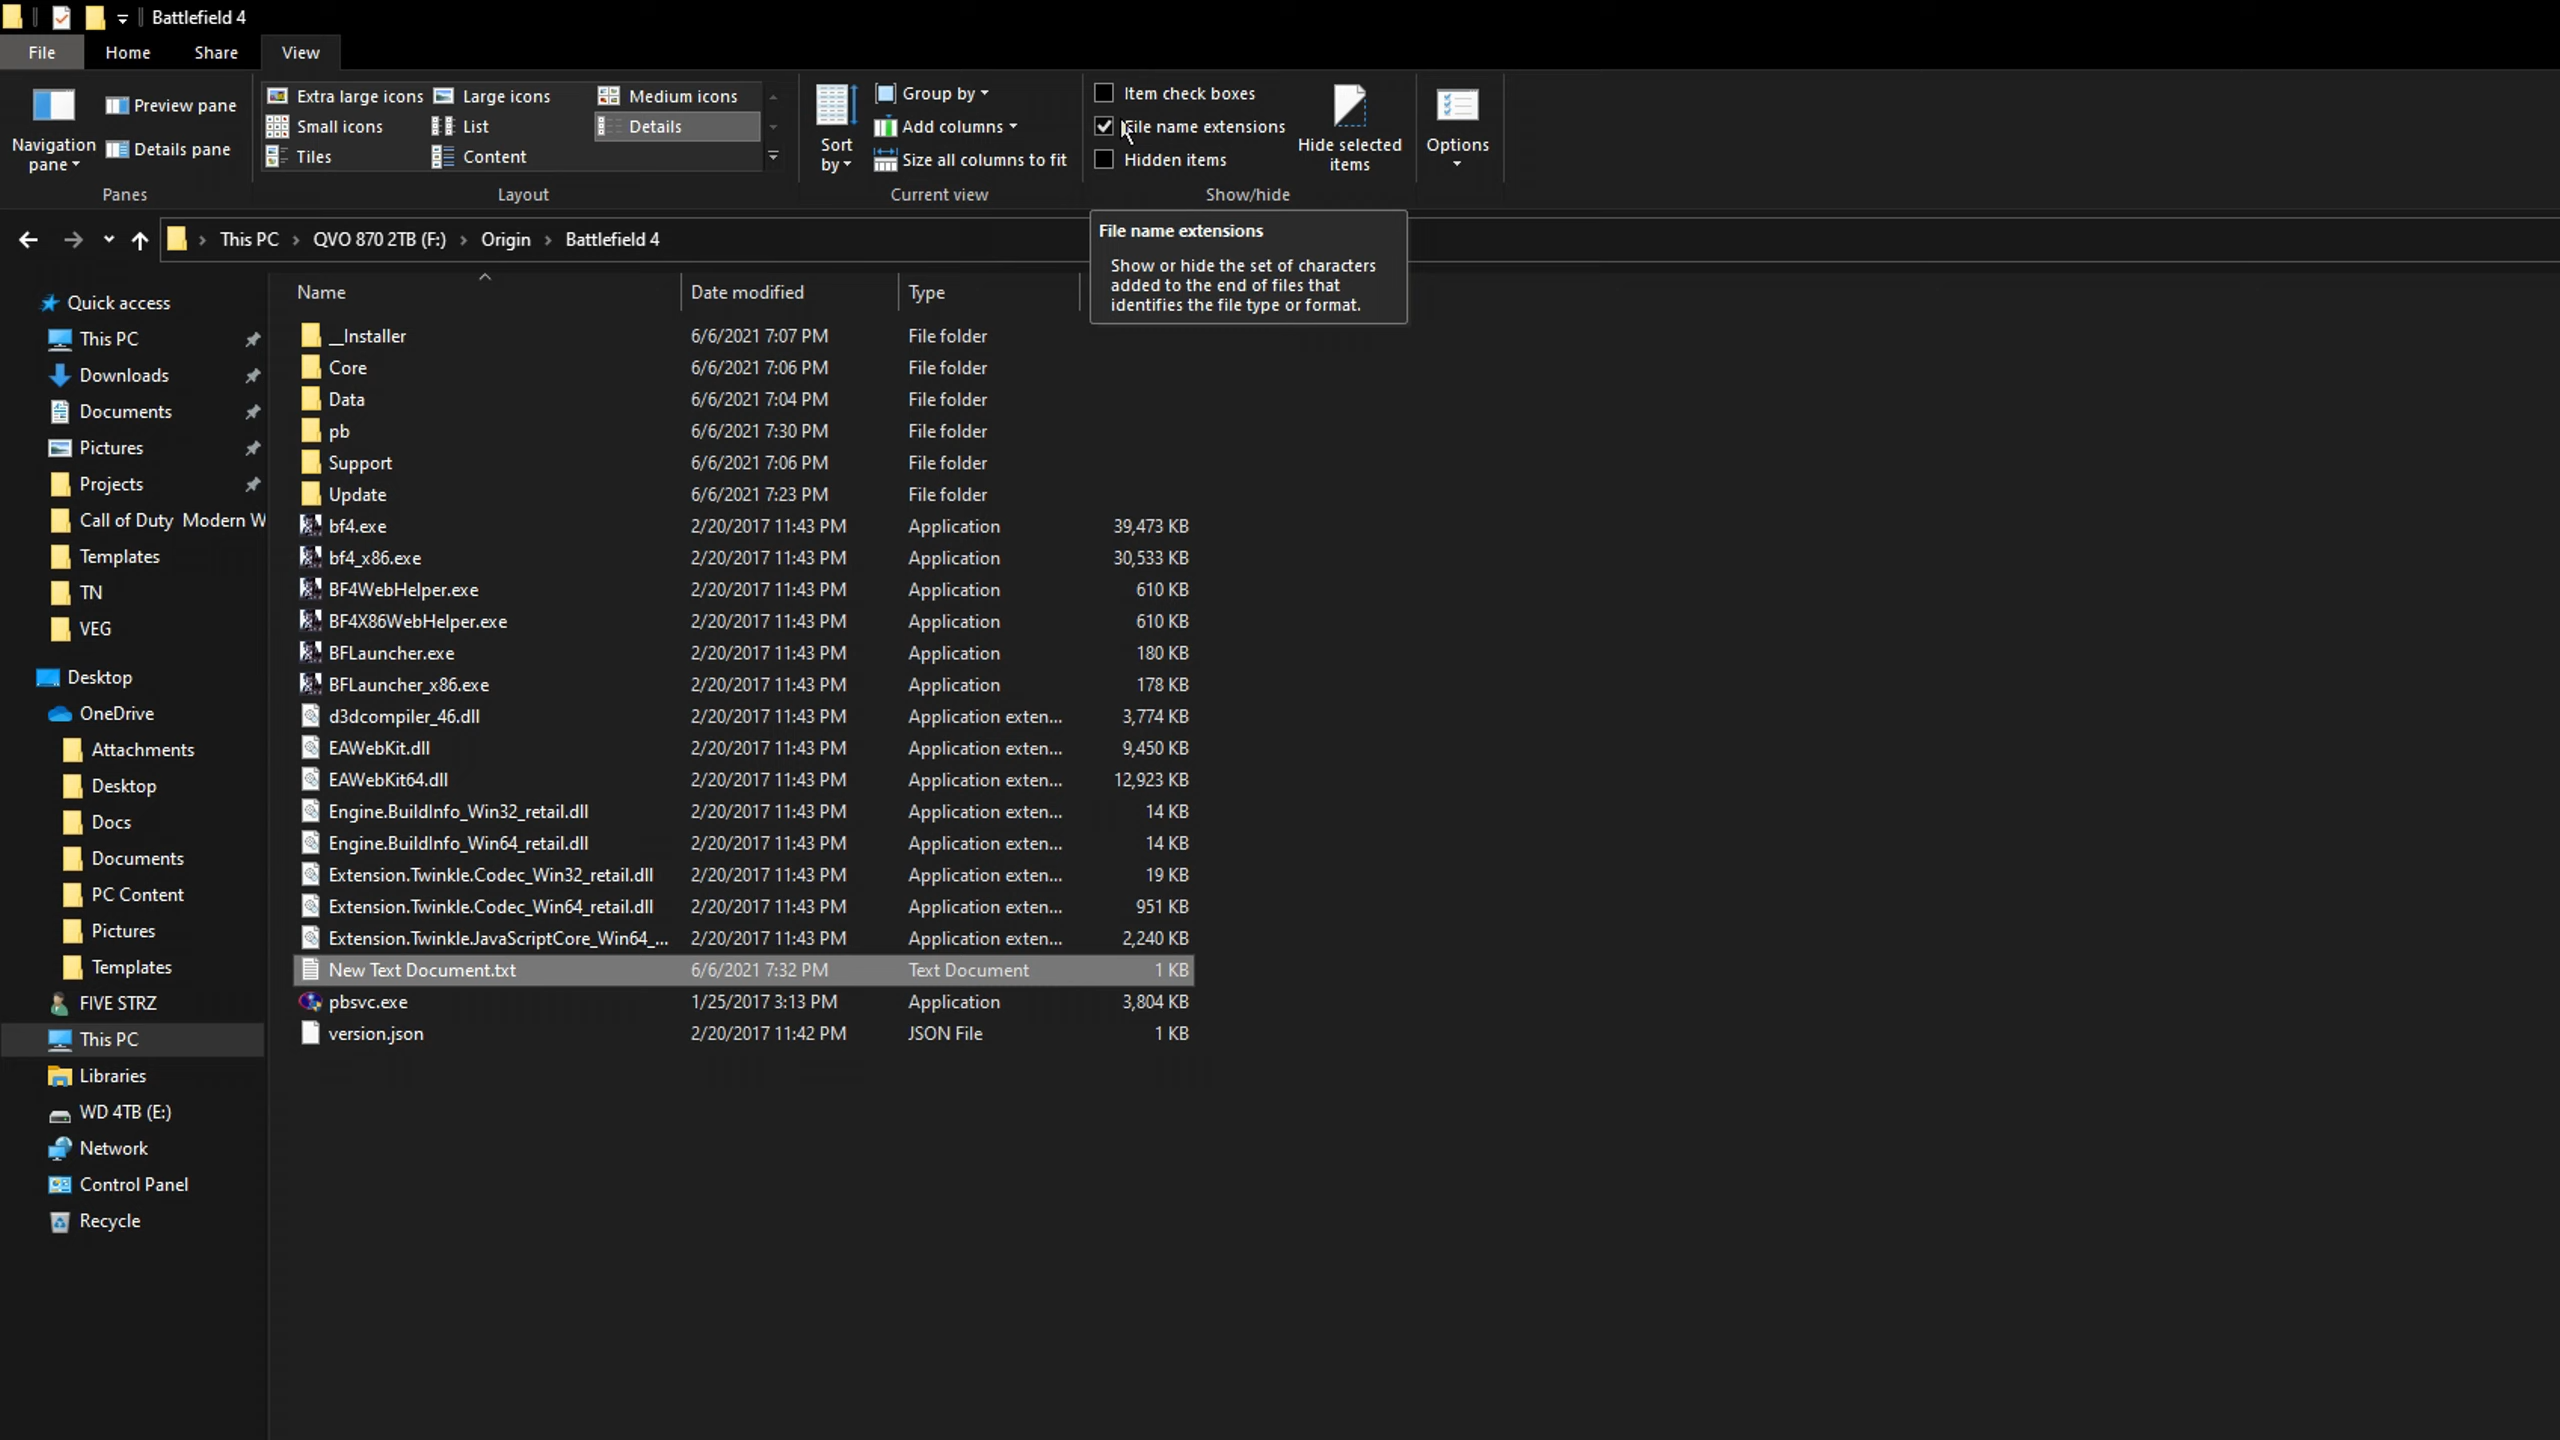 Battlefield 4
File Home Share View
Navigation pane
Preview pane
Details pane
Panes
Extra large icons Large icons Medium icons
Small icons List Details
Tiles Content
Layout
Sort by
Group by
Add columns
Size all columns to fit
Current view
Item check boxes
File name extensions
Hidden items
Hide selected items
Show/hide
Options
This PC QVO 870 2TB (F:) Origin Battlefield 4
File name extensions
Show or hide the set of characters
added to the end of files that
identifies the file type or format.
Quick access
This PC
Downloads
Documents
Pictures
Projects
Call of Duty Modern W
Templates
TN
VEG
Desktop
OneDrive
Attachments
Desktop
Docs
Documents
PC Content
Pictures
Templates
FIVE STRZ
This PC
Libraries
WD 4TB (E:)
Network
Control Panel
Recycle
Name Date modified Type
__Installer 6/6/2021 7:07 PM File folder
Core 6/6/2021 7:06 PM File folder
Data 6/6/2021 7:04 PM File folder
pb 6/6/2021 7:30 PM File folder
Support 6/6/2021 7:06 PM File folder
Update 6/6/2021 7:23 PM File folder
bf4.exe 2/20/2017 11:43 PM Application 39,473 KB
bf4_x86.exe 2/20/2017 11:43 PM Application 30,533 KB
BF4WebHelper.exe 2/20/2017 11:43 PM Application 610 KB
BF4X86WebHelper.exe 2/20/2017 11:43 PM Application 610 KB
BFLauncher.exe 2/20/2017 11:43 PM Application 180 KB
BFLauncher_x86.exe 2/20/2017 11:43 PM Application 178 KB
d3dcompiler_46.dll 2/20/2017 11:43 PM Application exten... 3,774 KB
EAWebKit.dll 2/20/2017 11:43 PM Application exten... 9,450 KB
EAWebKit64.dll 2/20/2017 11:43 PM Application exten... 12,923 KB
Engine.BuildInfo_Win32_retail.dll 2/20/2017 11:43 PM Application exten... 14 KB
Engine.BuildInfo_Win64_retail.dll 2/20/2017 11:43 PM Application exten... 14 KB
Extension.Twinkle.Codec_Win32_retail.dll 2/20/2017 11:43 PM Application exten... 19 KB
Extension.Twinkle.Codec_Win64_retail.dll 2/20/2017 11:43 PM Application exten... 951 KB
Extension.Twinkle.JavaScriptCore_Win64_... 2/20/2017 11:43 PM Application exten... 2,240 KB
New Text Document.txt 6/6/2021 7:32 PM Text Document 1 KB
pbsvc.exe 1/25/2017 3:13 PM Application 3,804 KB
version.json 2/20/2017 11:42 PM JSON File 1 KB